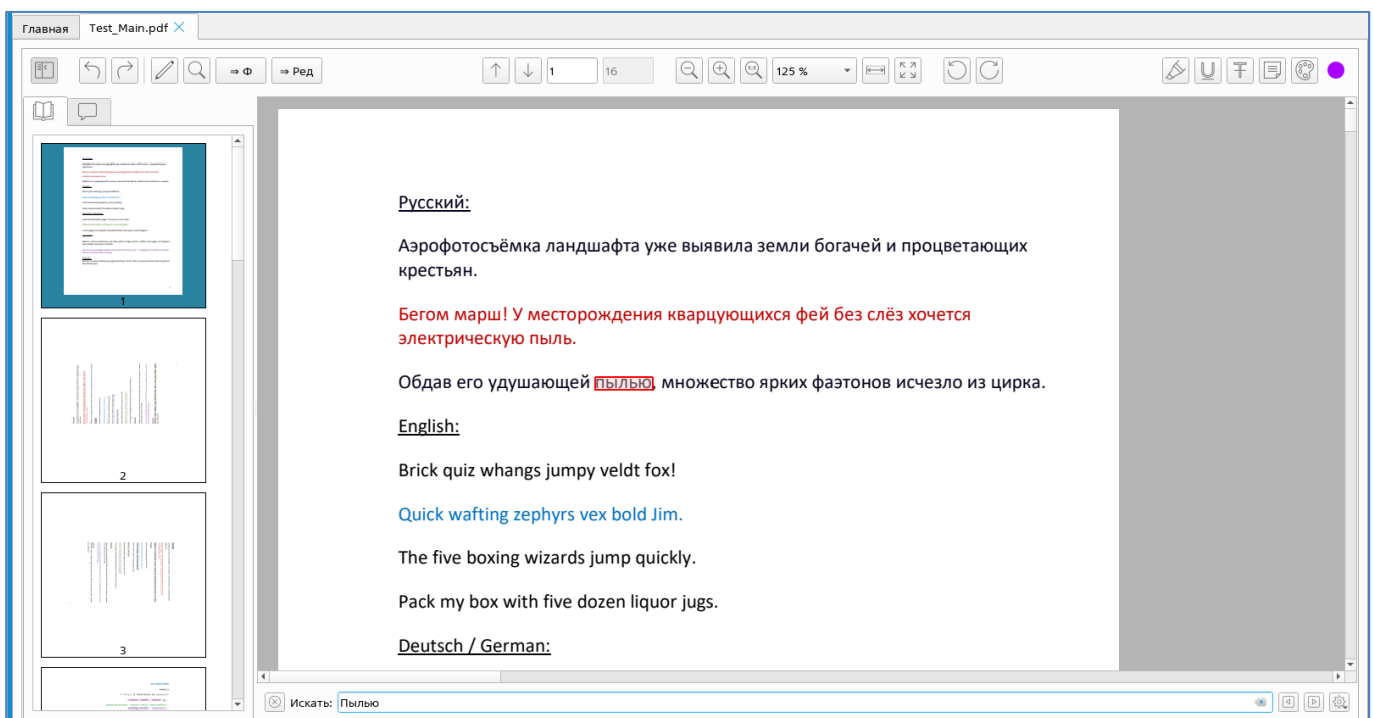 Главная
Test_Main.pdf
⇒ Ф
⇒ Ред
1
16
125 %
1
2
3
Русский:
Аэрофотосъёмка ландшафта уже выявила земли богачей и процветающих
крестьян.
Бегом марш! У месторождения кварцующихся фей без слёз хочется
электрическую пыль.
Обдав его удушающей пылью, множество ярких фаэтонов исчезло из цирка.
English:
Brick quiz whangs jumpy veldt fox!
Quick wafting zephyrs vex bold Jim.
The five boxing wizards jump quickly.
Pack my box with five dozen liquor jugs.
Deutsch / German:
Искать: Пылью